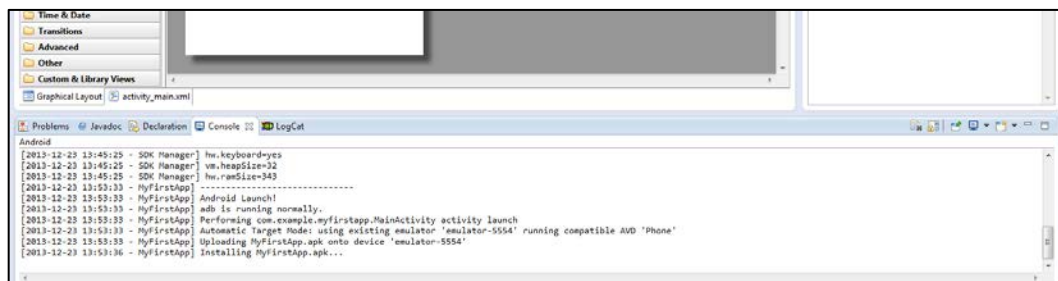 Time & Date
Transitions
Advanced
Other
Custom & Library Views
Graphical Layout activity_main.xml
Problems Javadoc Declaration Console LogCat
Android
[2013-12-23 13:45:25 - SDK Manager] hw.keyboard=yes
[2013-12-23 13:45:25 - SDK Manager] vm.heapSize=32
[2013-12-23 13:45:25 - SDK Manager] hw.ramSize=343
[2013-12-23 13:53:33 - MyFirstApp] ------------------------------
[2013-12-23 13:53:33 - MyFirstApp] Android Launch!
[2013-12-23 13:53:33 - MyFirstApp] adb is running normally.
[2013-12-23 13:53:33 - MyFirstApp] Performing com.example.myfirstapp.MainActivity activity launch
[2013-12-23 13:53:33 - MyFirstApp] Automatic Target Mode: using existing emulator 'emulator-5554' running compatible AVD 'Phone'
[2013-12-23 13:53:33 - MyFirstApp] Uploading MyFirstApp.apk onto device 'emulator-5554'
[2013-12-23 13:53:36 - MyFirstApp] Installing MyFirstApp.apk...